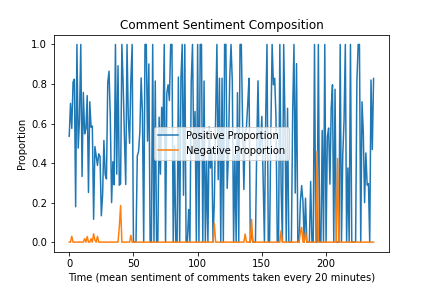 Comment Sentiment Composition
1.0
0.8
0.6
0.4
0.2
0.0
Proportion
Positive Proportion
Negative Proportion
0 50 100 150 200
Time (mean sentiment of comments taken every 20 minutes)